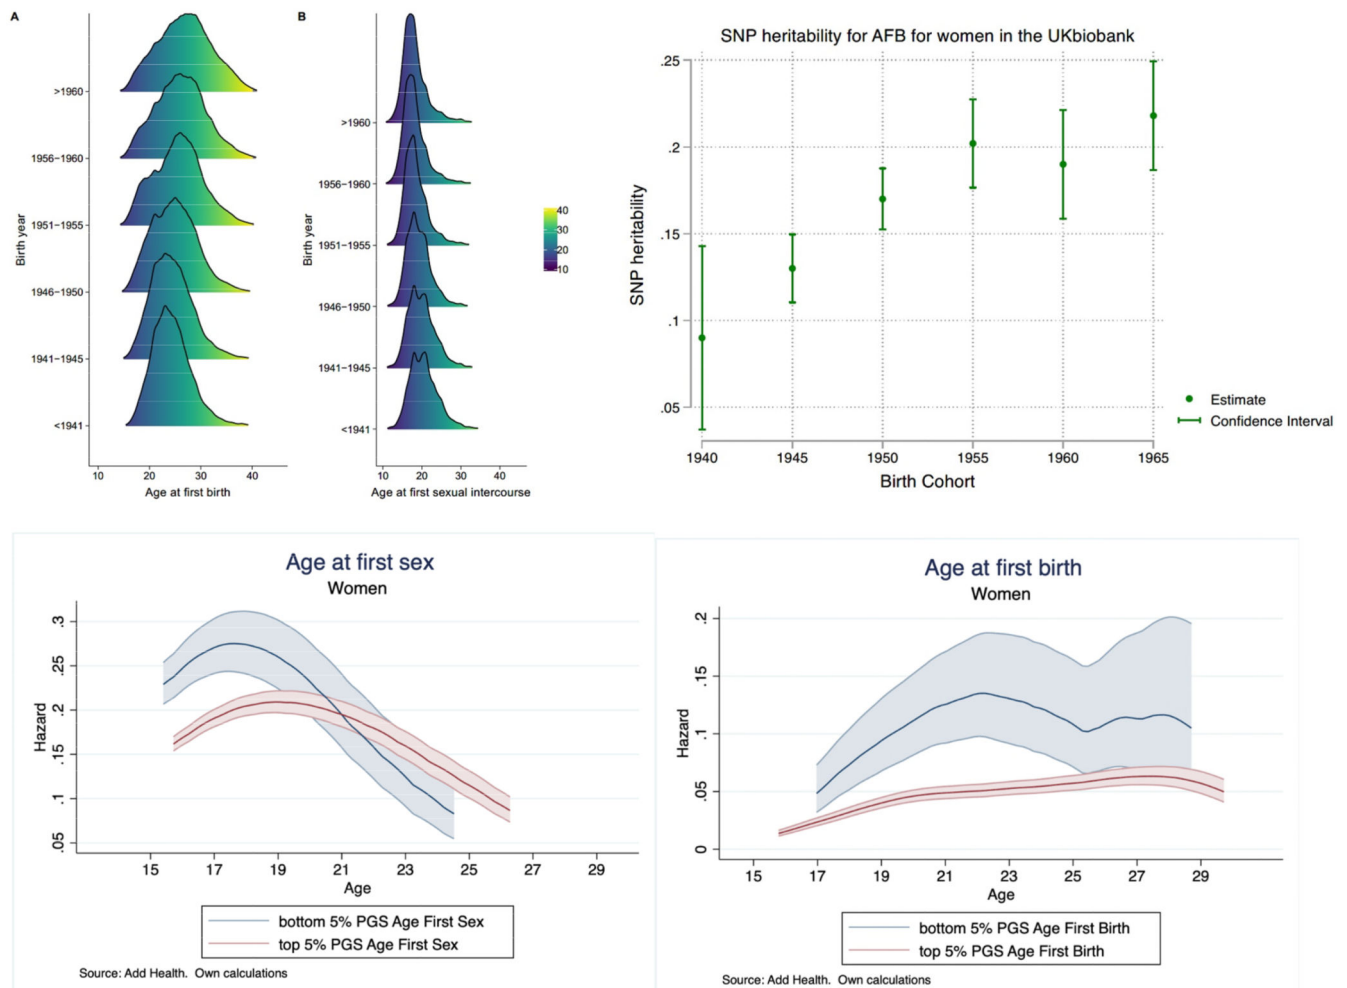 A
>1960
1956−1960
1951−1955
1946−1950
1941−1945
<1941
Birth year
10 20 30 40
Age at first birth
B
>1960
1956−1960
1951−1955
1946−1950
1941−1945
<1941
Birth year
10 20 30 40
Age at first sexual intercourse
40
30
20
10
SNP heritability for AFB for women in the UKbiobank
.25
.2
.15
.1
.05
SNP heritability
1940 1945 1950 1955 1960 1965
Birth Cohort
Estimate
Confidence Interval
Age at first sex
Women
.3
.25
.2
.15
.1
.05
Hazard
15 17 19 21 23 25 27 29
Age
bottom 5% PGS Age First Sex
top 5% PGS Age First Sex
Source: Add Health. Own calculations
Age at first birth
Women
.2
.15
.1
.05
0
Hazard
15 17 19 21 23 25 27 29
Age
bottom 5% PGS Age First Birth
top 5% PGS Age First Birth
Source: Add Health. Own calculations